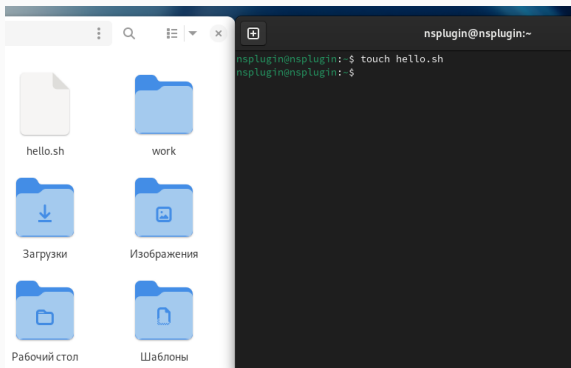 nsplugin@nsplugin:~
nsplugin@nsplugin:~$ touch hello.sh
nsplugin@nsplugin:~$
hello.sh work
Загрузки Изображения
Рабочий стол Шаблоны